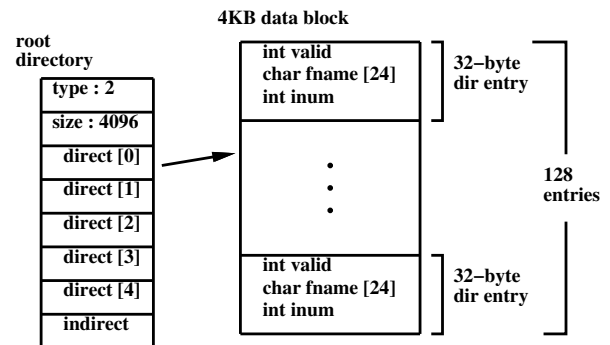 4KB data block
root
directory
type : 2
size : 4096
direct [0]
direct [1]
direct [2]
direct [3]
direct [4]
indirect
int valid
char fname [24]
int inum
32−byte
dir entry
128
entries
int valid
char fname [24]
int inum
32−byte
dir entry